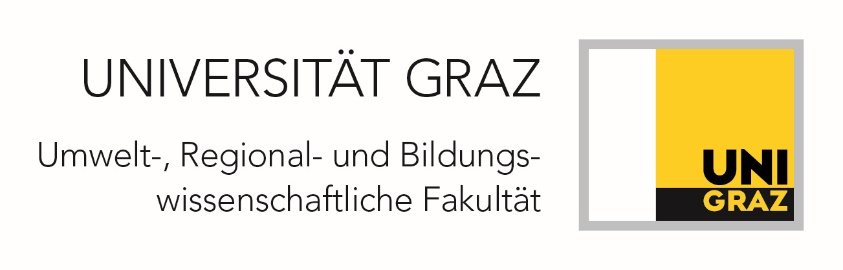 UNIVERSITÄT GRAZ
Umwelt-, Regional- und Bildungs-
wissenschaftliche Fakultät
UNI
GRAZ